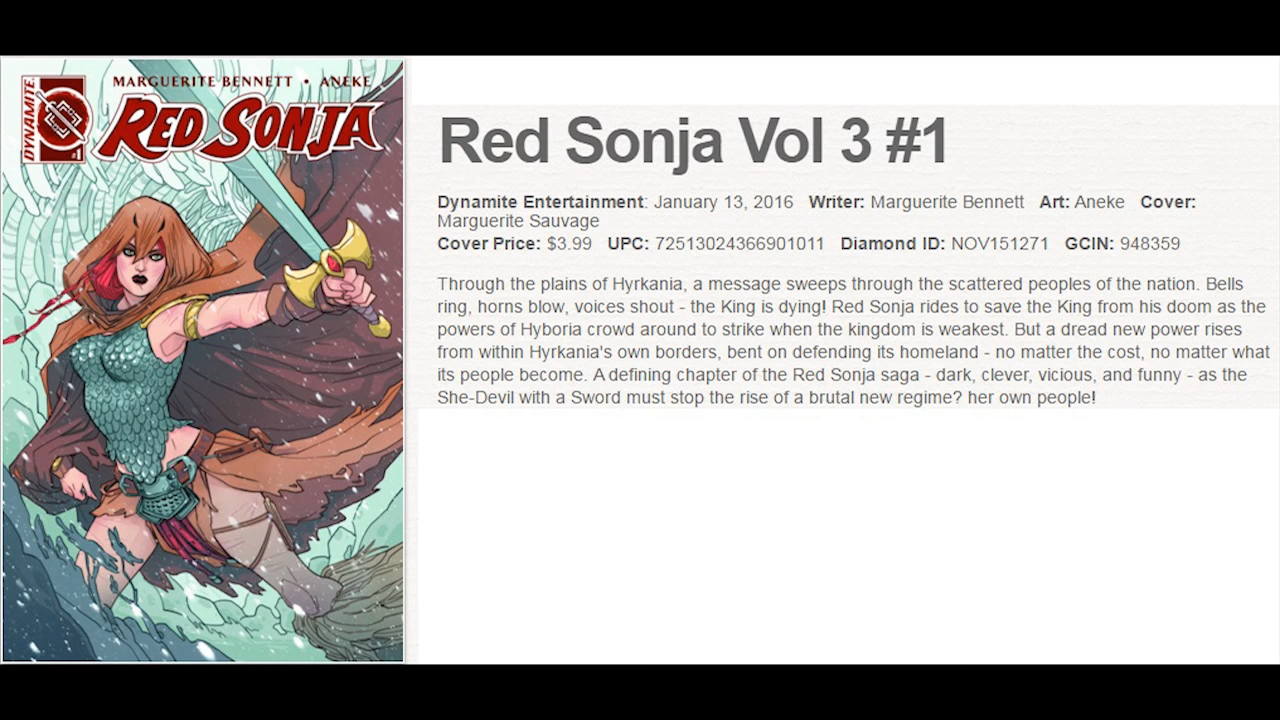 MARGUERITE BENNETT • ANEKE
DYNAMITE.
RED SONJA
#1
Red Sonja Vol 3 #1
Dynamite Entertainment: January 13, 2016 Writer: Marguerite Bennett Art: Aneke Cover:
Marguerite Sauvage
Cover Price: $3.99 UPC: 72513024366901011 Diamond ID: NOV151271 GCIN: 948359
Through the plains of Hyrkania, a message sweeps through the scattered peoples of the nation. Bells
ring, horns blow, voices shout - the King is dying! Red Sonja rides to save the King from his doom as the
powers of Hyboria crowd around to strike when the kingdom is weakest. But a dread new power rises
from within Hyrkania's own borders, bent on defending its homeland - no matter the cost, no matter what
its people become. A defining chapter of the Red Sonja saga - dark, clever, vicious, and funny - as the
She-Devil with a Sword must stop the rise of a brutal new regime? her own people!